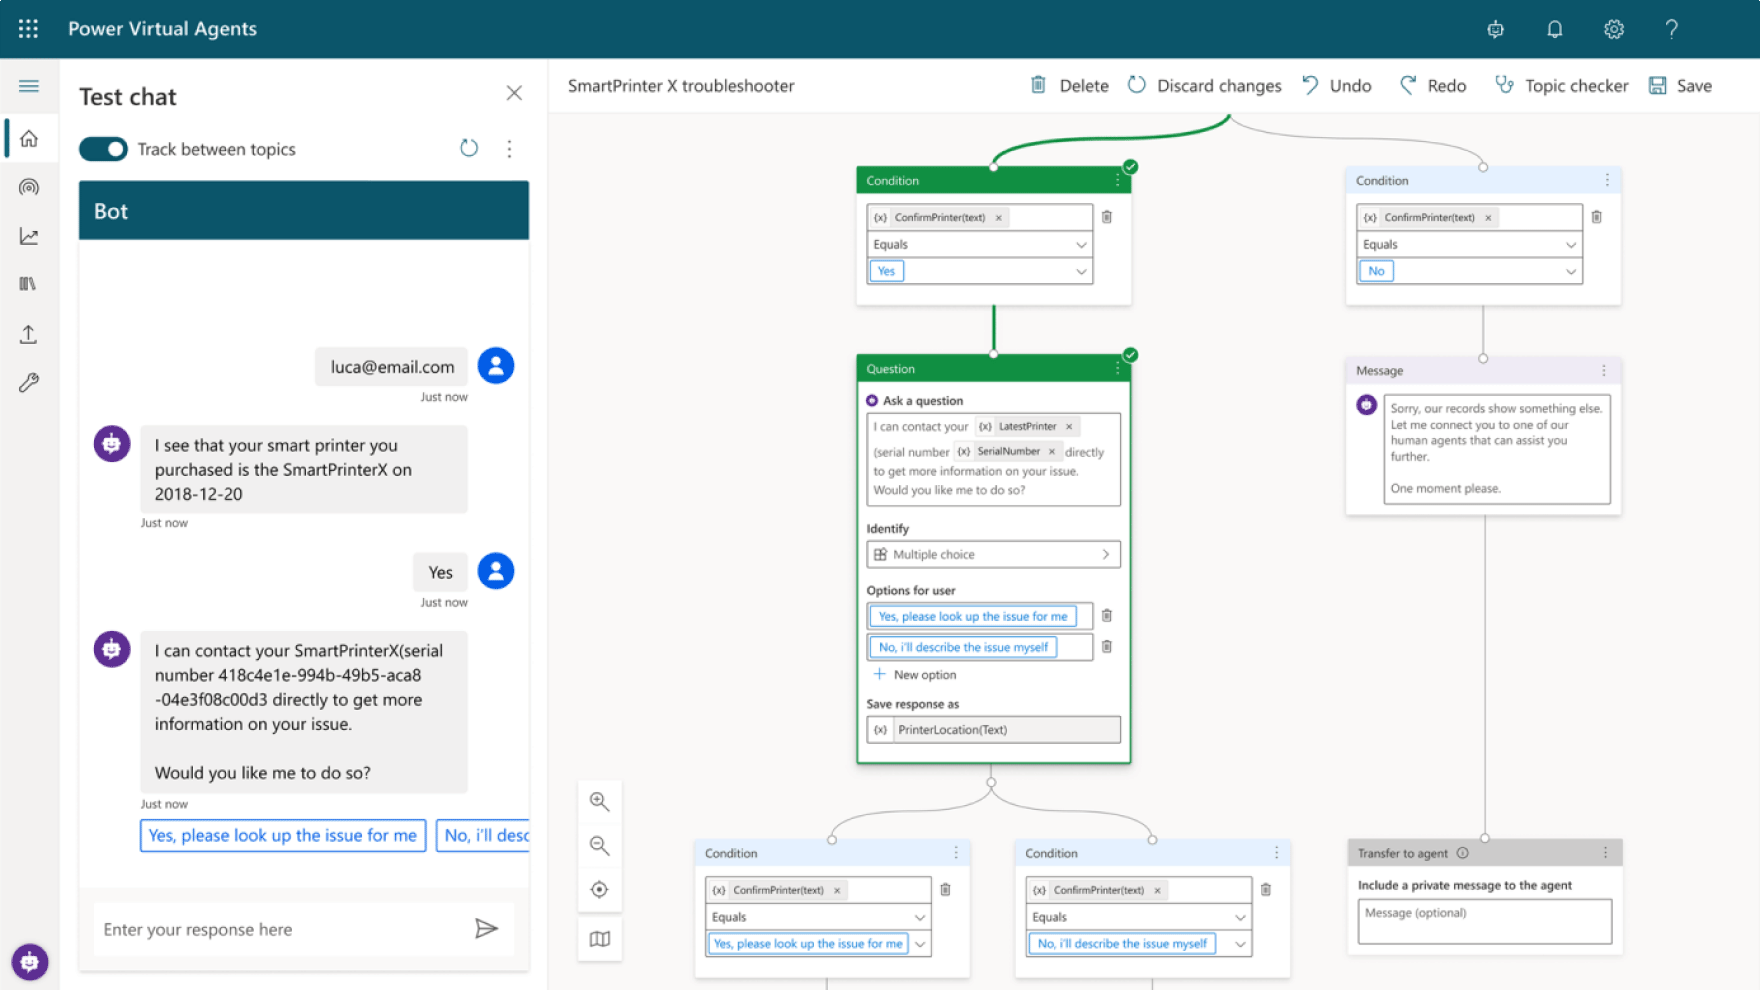 Power Virtual Agents
?
Test chat
Track between topics
Bot
luca@email.com
Just now
I see that your smart printer you
purchased is the SmartPrinterX on
2018-12-20
Just now
Yes
Just now
I can contact your SmartPrinterX(serial
number 418c4e1e-994b-49b5-aca8
-04e3f08c00d3 directly to get more
information on your issue.
Would you like me to do so?
Just now
Yes, please look up the issue for me
No, i'll desc
Enter your response here
SmartPrinter X troubleshooter
Delete
Discard changes
Undo
Redo
Topic checker
Save
Condition
{x} ConfirmPrinter(text) ×
Equals
Yes
Condition
{x} ConfirmPrinter(text) ×
Equals
No
Question
Ask a question
I can contact your {x} LatestPrinter ×
(serial number {x} SerialNumber × directly
to get more information on your issue.
Would you like me to do so?
Identify
Multiple choice
Options for user
Yes, please look up the issue for me
No, i'll describe the issue myself
+ New option
Save response as
{x} PrinterLocation(Text)
Message
Sorry, our records show something else.
Let me connect you to one of our
human agents that can assist you
further.
One moment please.
Condition
{x} ConfirmPrinter(text) ×
Equals
Yes, please look up the issue for me
Condition
{x} ConfirmPrinter(text) ×
Equals
No, i'll describe the issue myself
Transfer to agent
Include a private message to the agent
Message (optional)